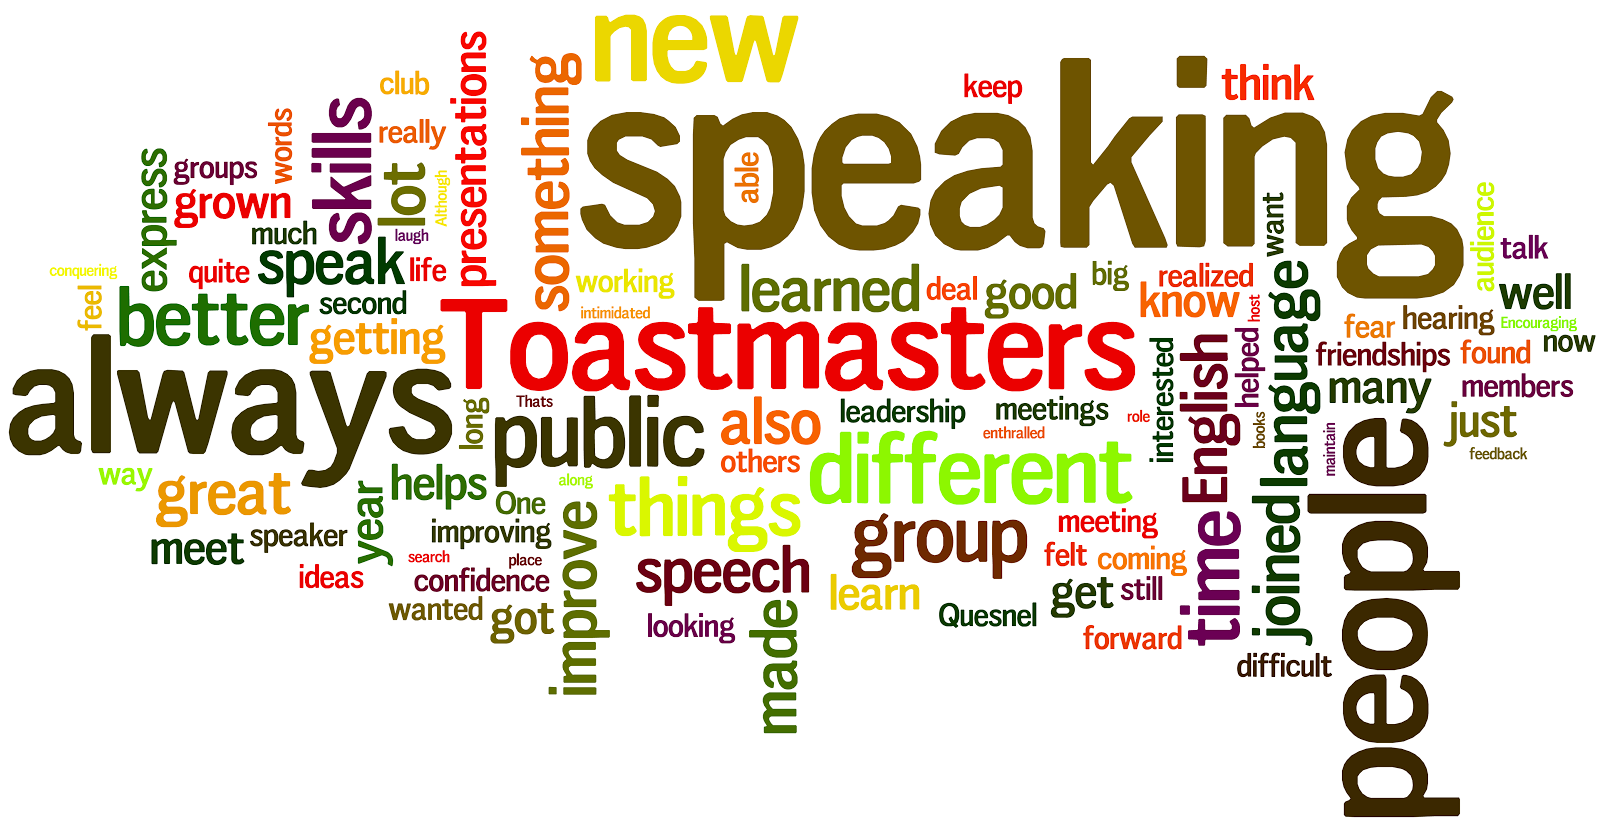 new
speaking
think
keep
club
presentations
something
words
skills
really
able
groups
express
lot
Although
grown
much
laugh
want
audience
talk
conquering
quite
speak
life
working
learned
deal
good
big
realized
know
host
language
well
feel
better
second
getting
intimidated
Toastmasters
fear
hearing
Encouraging
now
friendships
found
always
long
Thats
public
also
leadership
meetings
role
interested
English
helped
books
many
members
maintain
just
enthralled
others
different
feedback
people
way
great
year
helps
One
along
things
improve
meet
speaker
improving
search
place
ideas
confidence
wanted
got
speech
group
meeting
felt
coming
time
joined
learn
get
still
looking
made
Quesnel
forward
difficult